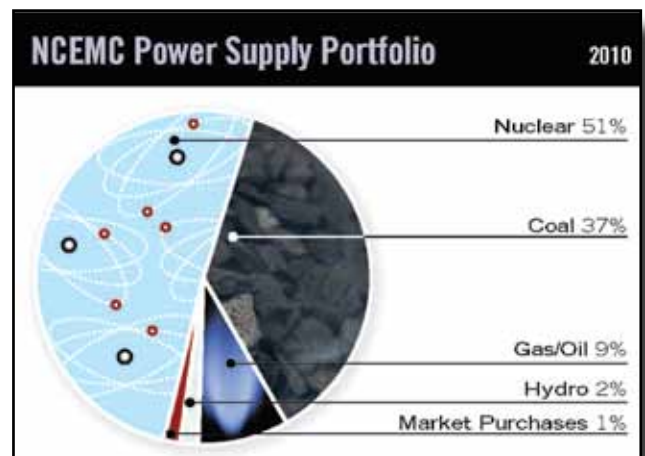 NCEMC Power Supply Portfolio 2010
Nuclear 51%
Coal 37%
Gas/Oil 9%
Hydro 2%
Market Purchases 1%